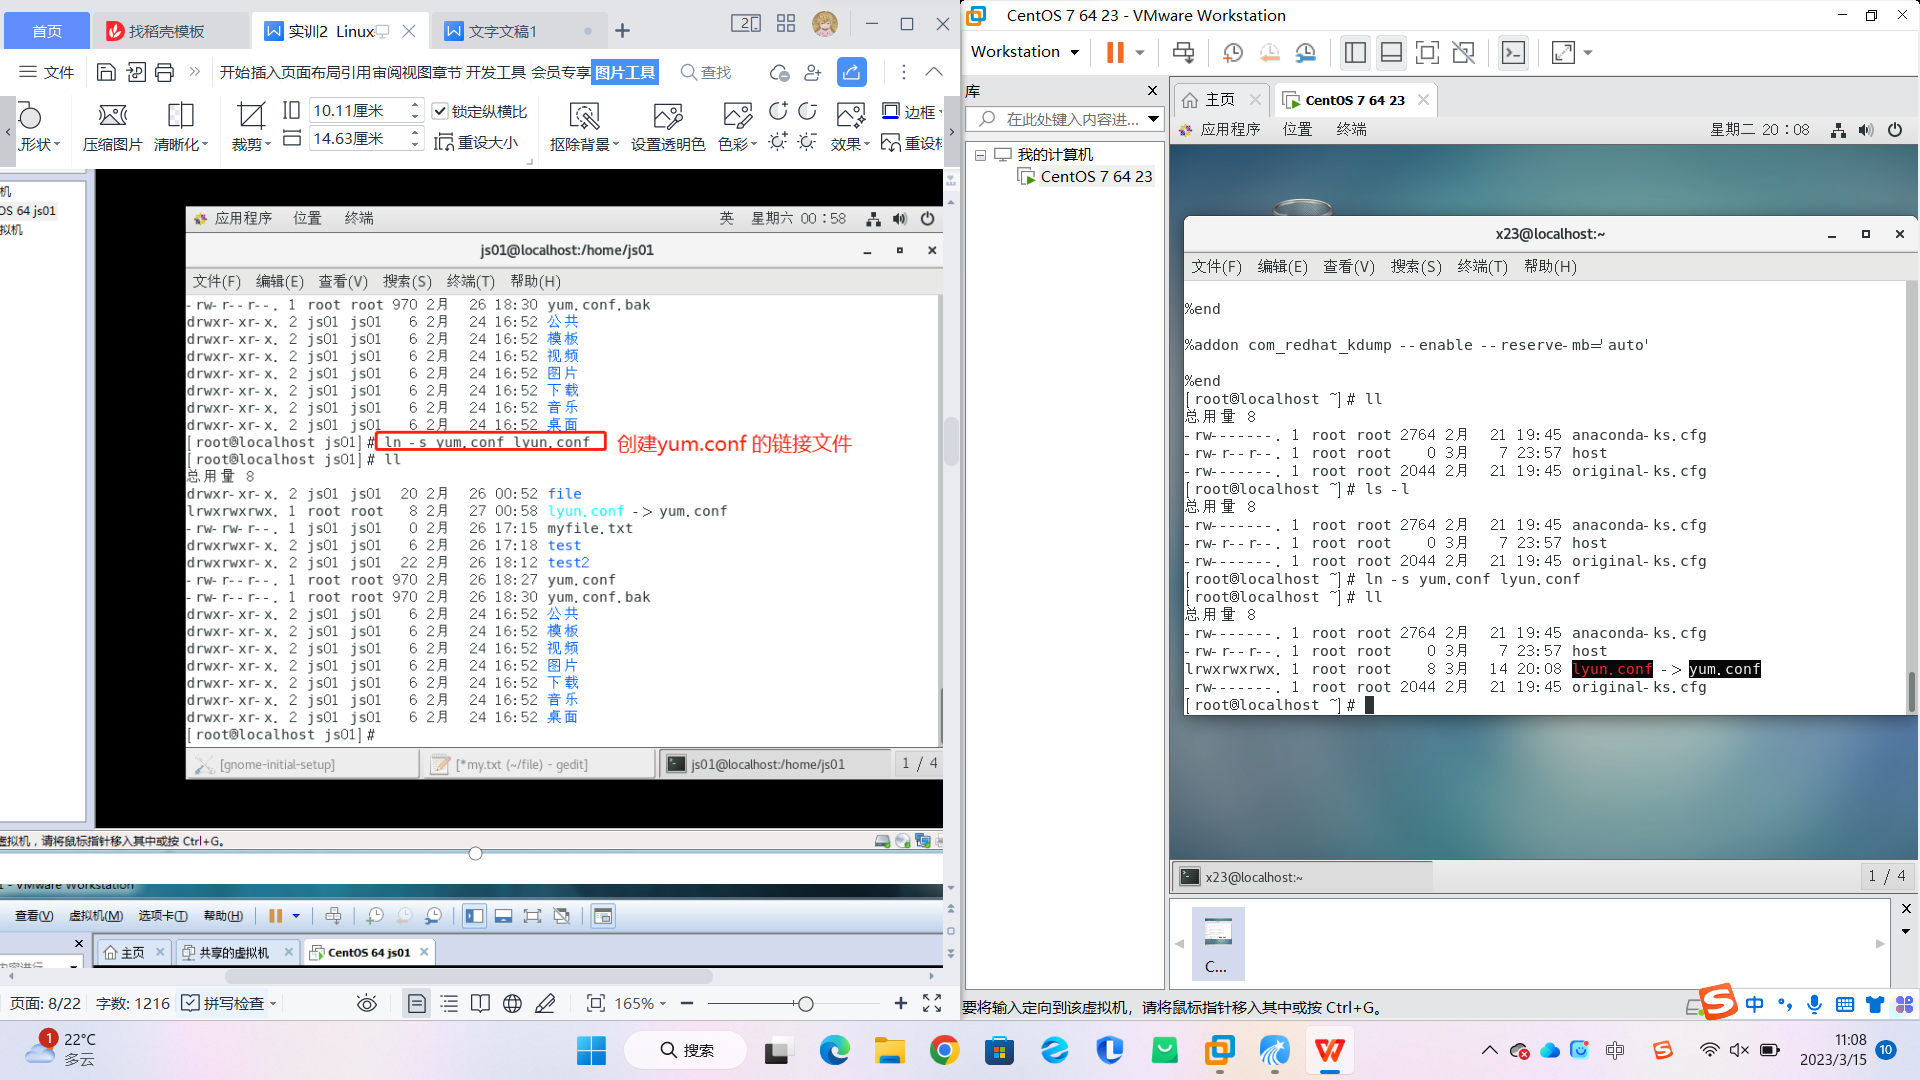 首页
找稻壳模板
实训2 Linux
文字文稿1
文件
开始 插入 页面布局 引用 审阅 视图 章节 开发工具 会员专享 图片工具
查找
形状
压缩图片
清晰化
裁剪
10.11厘米
14.63厘米
锁定纵横比
重设大小
抠除背景
设置透明色
色彩
效果
边框
机
OS 64 js01
拟机
应用程序 位置 终端
英 星期六 00：58
js01@localhost:/home/js01
文件(F) 编辑(E) 查看(V) 搜索(S) 终端(T) 帮助(H)
-rw-r--r--. 1 root root 970 2月 26 18:30 yum.conf.bak
drwxr-xr-x. 2 js01 js01 6 2月 24 16:52 公共
drwxr-xr-x. 2 js01 js01 6 2月 24 16:52 模板
drwxr-xr-x. 2 js01 js01 6 2月 24 16:52 视频
drwxr-xr-x. 2 js01 js01 6 2月 24 16:52 图片
drwxr-xr-x. 2 js01 js01 6 2月 24 16:52 下载
drwxr-xr-x. 2 js01 js01 6 2月 24 16:52 音乐
drwxr-xr-x. 2 js01 js01 6 2月 24 16:52 桌面
[root@localhost js01]# ln -s yum.conf lyun.conf 创建yum.conf 的链接文件
[root@localhost js01]# ll
总用量 8
drwxr-xr-x. 2 js01 js01 20 2月 26 00:52 file
lrwxrwxrwx. 1 root root 8 2月 27 00:58 lyun.conf -> yum.conf
-rw-rw-r--. 1 js01 js01 0 2月 26 17:15 myfile.txt
drwxrwxr-x. 2 js01 js01 6 2月 26 17:18 test
drwxrwxr-x. 2 js01 js01 22 2月 26 18:12 test2
-rw-r--r--. 1 root root 970 2月 26 18:27 yum.conf
-rw-r--r--. 1 root root 970 2月 26 18:30 yum.conf.bak
drwxr-xr-x. 2 js01 js01 6 2月 24 16:52 公共
drwxr-xr-x. 2 js01 js01 6 2月 24 16:52 模板
drwxr-xr-x. 2 js01 js01 6 2月 24 16:52 视频
drwxr-xr-x. 2 js01 js01 6 2月 24 16:52 图片
drwxr-xr-x. 2 js01 js01 6 2月 24 16:52 下载
drwxr-xr-x. 2 js01 js01 6 2月 24 16:52 音乐
drwxr-xr-x. 2 js01 js01 6 2月 24 16:52 桌面
[root@localhost js01]#
[gnome-initial-setup]
[*my.txt (~/file) - gedit]
js01@localhost:/home/js01
1 / 4
虚拟机，请将鼠标指针移入其中或按 Ctrl+G。
1 - VMware Workstation
查看(V) 虚拟机(M) 选项卡(T) 帮助(H)
主页
共享的虚拟机
CentOS 64 js01
页面: 8/22 字数: 1216 拼写检查
165%
CentOS 7 64 23 - VMware Workstation
Workstation
库
在此处键入内容进...
我的计算机
CentOS 7 64 23
主页
CentOS 7 64 23
应用程序 位置 终端
星期二 20：08
x23@localhost:~
文件(F) 编辑(E) 查看(V) 搜索(S) 终端(T) 帮助(H)
%end
%addon com_redhat_kdump --enable --reserve-mb='auto'
%end
[root@localhost ~]# ll
总用量 8
-rw-------. 1 root root 2764 2月 21 19:45 anaconda-ks.cfg
-rw-r--r--. 1 root root 0 3月 7 23:57 host
-rw-------. 1 root root 2044 2月 21 19:45 original-ks.cfg
[root@localhost ~]# ls -l
总用量 8
-rw-------. 1 root root 2764 2月 21 19:45 anaconda-ks.cfg
-rw-r--r--. 1 root root 0 3月 7 23:57 host
-rw-------. 1 root root 2044 2月 21 19:45 original-ks.cfg
[root@localhost ~]# ln -s yum.conf lyun.conf
[root@localhost ~]# ll
总用量 8
-rw-------. 1 root root 2764 2月 21 19:45 anaconda-ks.cfg
-rw-r--r--. 1 root root 0 3月 7 23:57 host
lrwxrwxrwx. 1 root root 8 3月 14 20:08 lyun.conf -> yum.conf
-rw-------. 1 root root 2044 2月 21 19:45 original-ks.cfg
[root@localhost ~]#
x23@localhost:~
1 / 4
C...
要将输入定向到该虚拟机，请将鼠标指针移入其中或按 Ctrl+G。
中
1
22°C
多云
搜索
中
11:08
2023/3/15
10